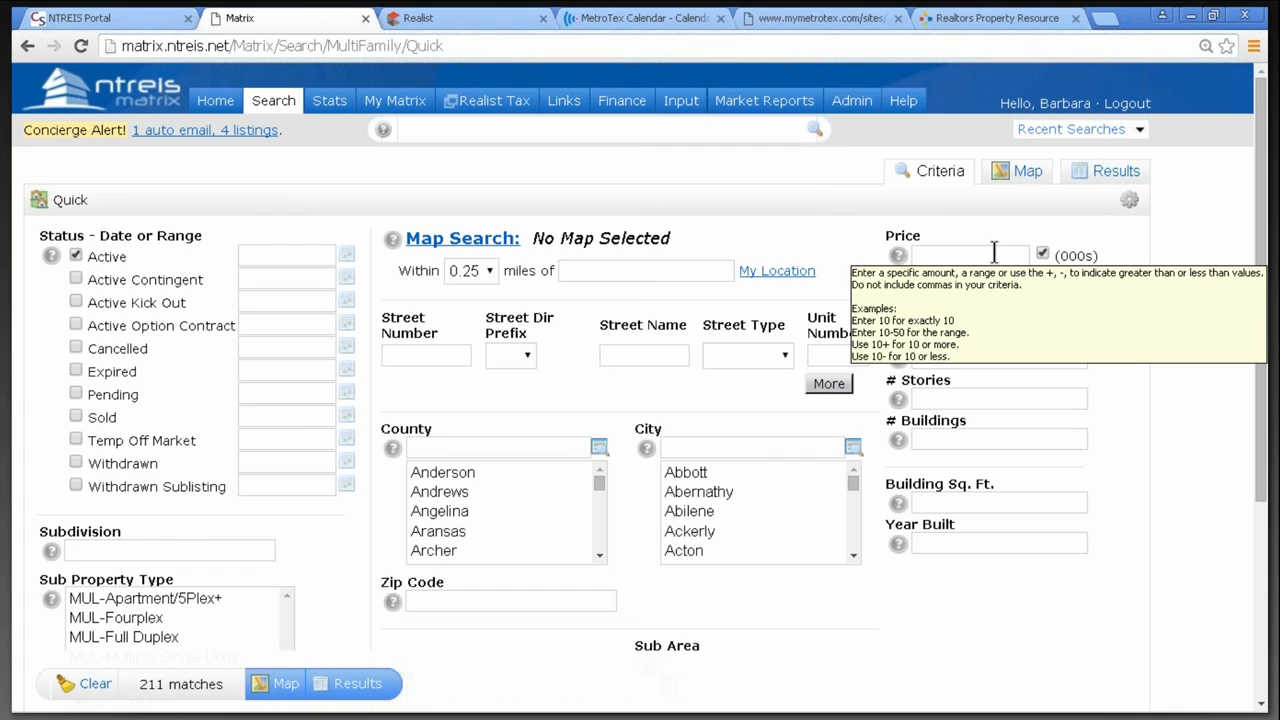 NTREIS Portal
Matrix
Realist
MetroTex Calendar - Calenda
www.mymetrotex.com/sites/
Realtors Property Resource
matrix.ntreis.net/Matrix/Search/MultiFamily/Quick
ntreis
matrix
Home
Search
Stats
My Matrix
Realist Tax
Links
Finance
Input
Market Reports
Admin
Help
Hello, Barbara · Logout
Concierge Alert! 1 auto email, 4 listings.
Recent Searches
Criteria
Map
Results
Quick
Status - Date or Range
Active
Active Contingent
Active Kick Out
Active Option Contract
Cancelled
Expired
Pending
Sold
Temp Off Market
Withdrawn
Withdrawn Sublisting
Subdivision
Sub Property Type
MUL-Apartment/5Plex+
MUL-Fourplex
MUL-Full Duplex
MUL-Multiple Single Units
Map Search: No Map Selected
Within 0.25 miles of
My Location
Street Number
Street Dir Prefix
Street Name
Street Type
Unit
More
County
Anderson
Andrews
Angelina
Aransas
Archer
City
Abbott
Abernathy
Abilene
Ackerly
Acton
Zip Code
Sub Area
Price
(000s)
Enter a specific amount, a range or use the +, -, to indicate greater than or less than values.
Do not include commas in your criteria.
Examples:
Enter 10 for exactly 10
Enter 10-50 for the range.
Use 10+ for 10 or more.
Use 10- for 10 or less.
# Stories
# Buildings
Building Sq. Ft.
Year Built
Clear
211 matches
Map
Results